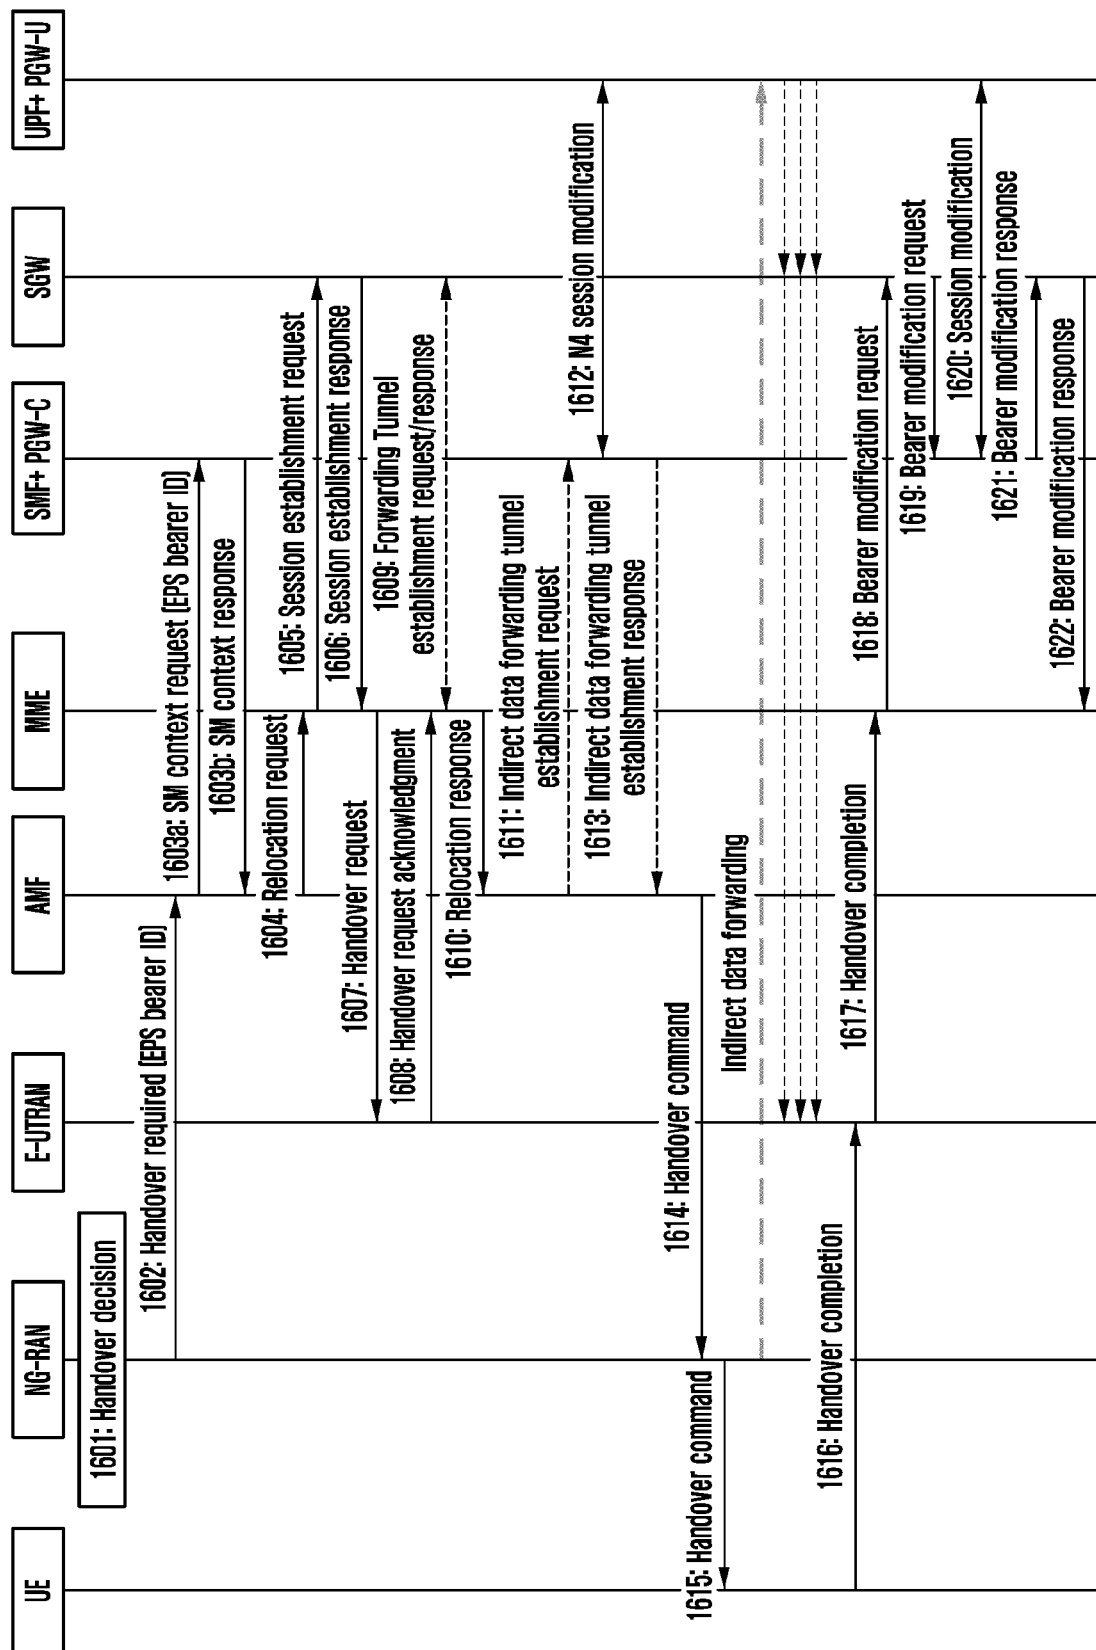 UE
NG-RAN
E-UTRAN
AMF
MME
SMF+ PGW-C
SGW
UPF+ PGW-U
1601: Handover decision
1602: Handover required (EPS bearer ID)
1603a: SM context request (EPS bearer ID)
1603b: SM context response
1604: Relocation request
1605: Session establishment request
1606: Session establishment response
1607: Handover request
1608: Handover request acknowledgment
1609: Forwarding Tunnel
establishment request/response
1610: Relocation response
1611: Indirect data forwarding tunnel
establishment request
1612: N4 session modification
1613: Indirect data forwarding tunnel
establishment response
1614: Handover command
1615: Handover command
Indirect data forwarding
1616: Handover completion
1617: Handover completion
1618: Bearer modification request
1619: Bearer modification request
1620: Session modification
1621: Bearer modification response
1622: Bearer modification response